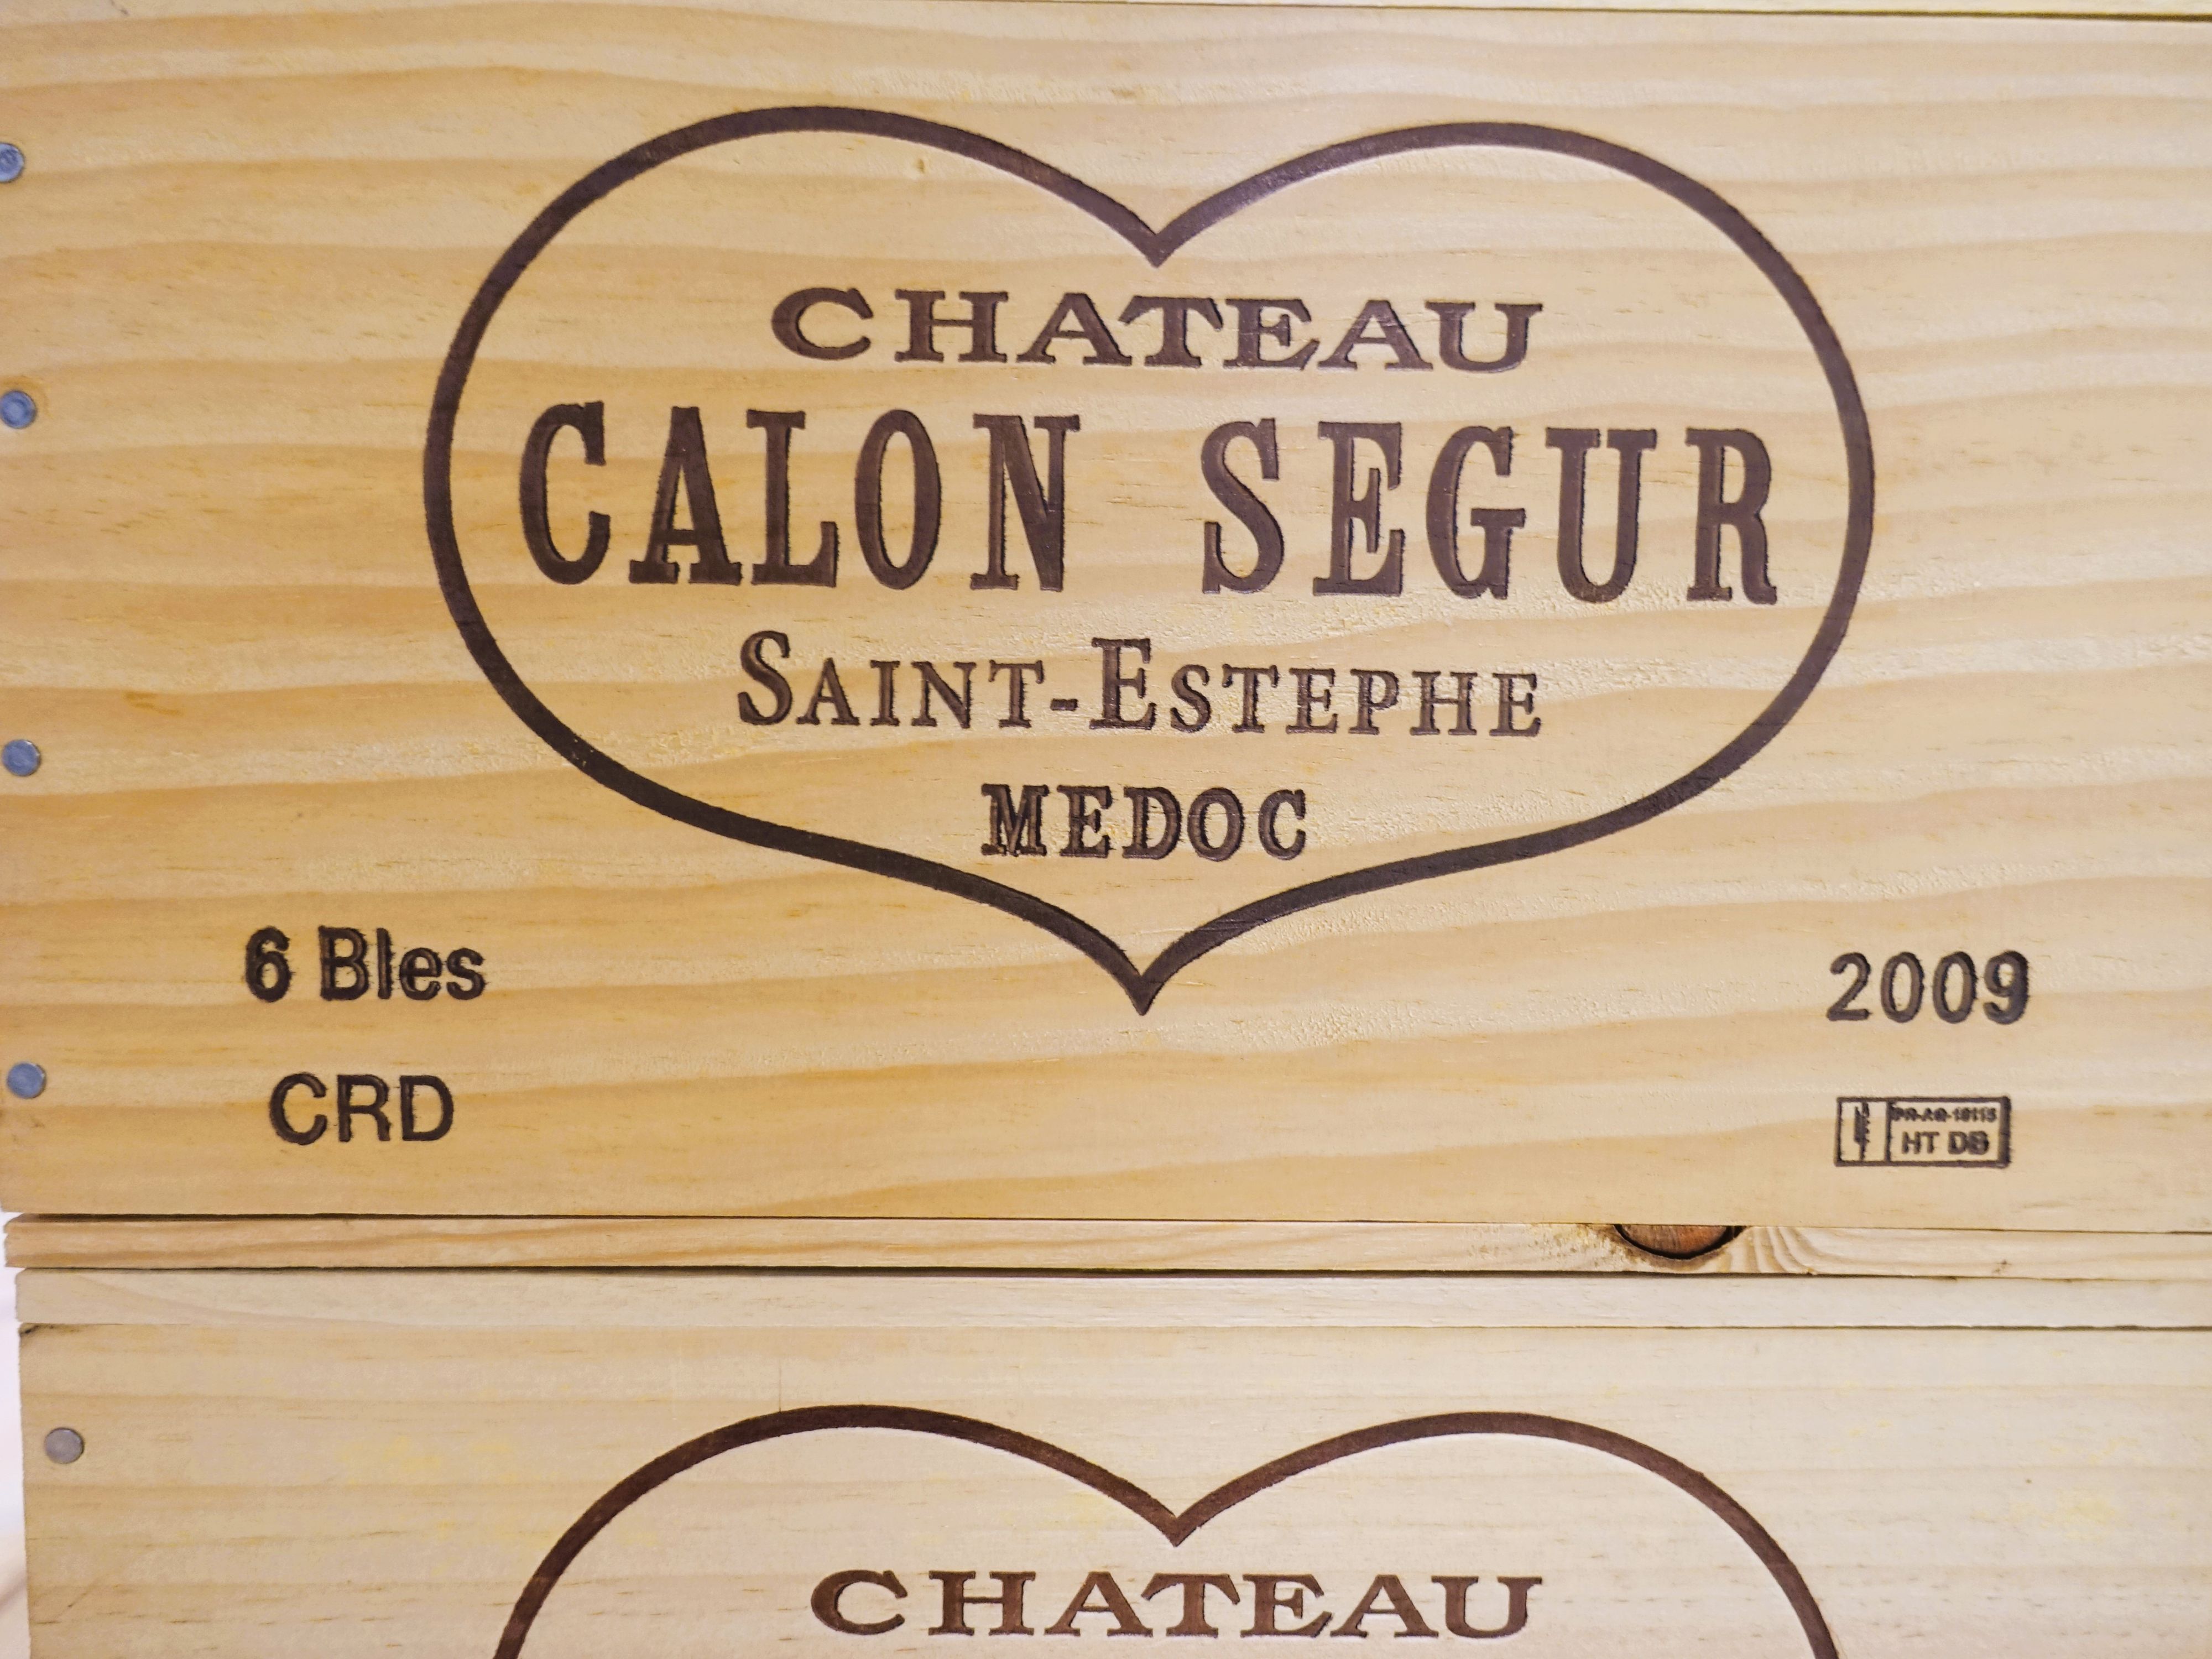 CHATEAU
CALON SEGUR
SAINT-ESTEPHE
MEDOC
6 Bles
2009
CRD
HT DB
CHATEAU